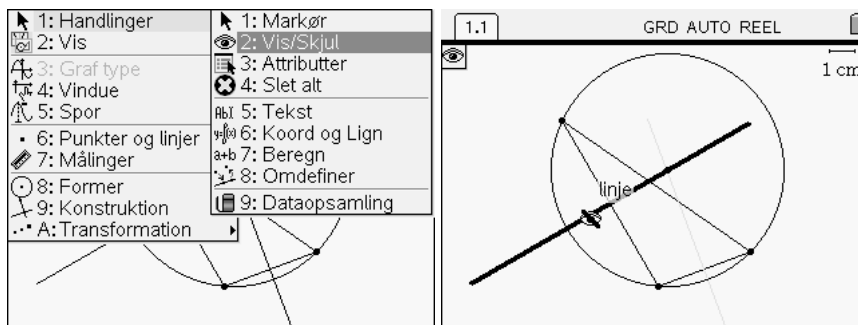 1: Handlinger
2: Vis
3: Graf type
4: Vindue
5: Spor
6: Punkter og linjer
7: Målinger
8: Former
9: Konstruktion
A: Transformation
1: Markør
2: Vis/Skjul
3: Attributter
4: Slet alt
AbI 5: Tekst
6: Koord og Lign
a+b 7: Beregn
8: Omdefiner
9: Dataopsamling
1.1
GRD AUTO REEL
1 cm
linje